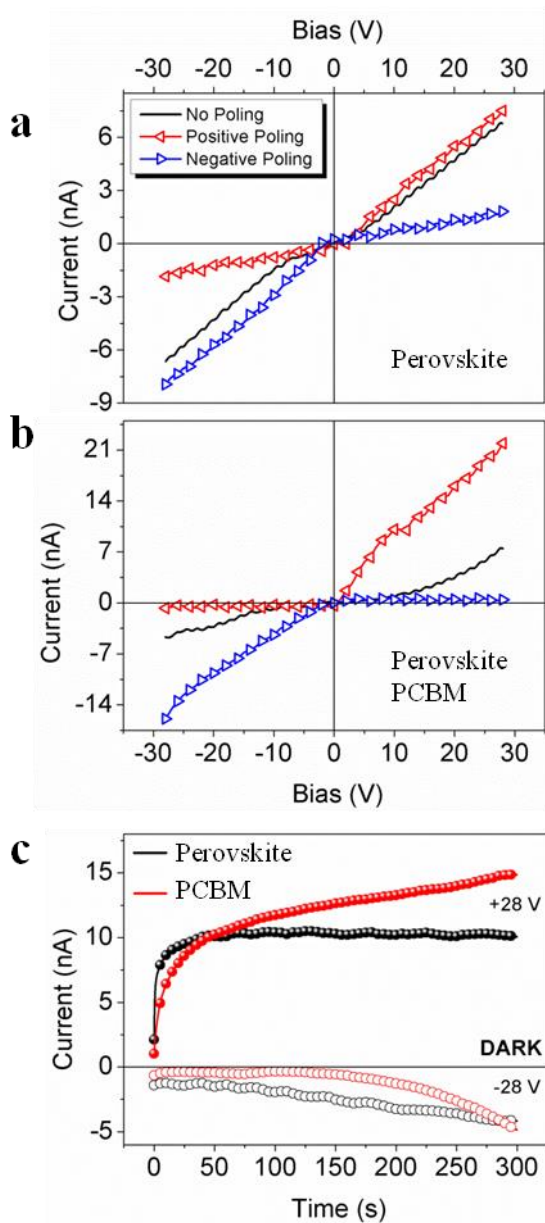 Bias (V)
-30 -20 -10 0 10 20 30
a
No Poling
Positive Poling
Negative Poling
6
3
0
-3
-6
-9
Current (nA)
Perovskite
b
21
14
7
0
-7
-14
Current (nA)
Perovskite
PCBM
-30 -20 -10 0 10 20 30
Bias (V)
c
Perovskite
PCBM
15
10
5
0
-5
Current (nA)
+28 V
DARK
-28 V
0 50 100 150 200 250 300
Time (s)